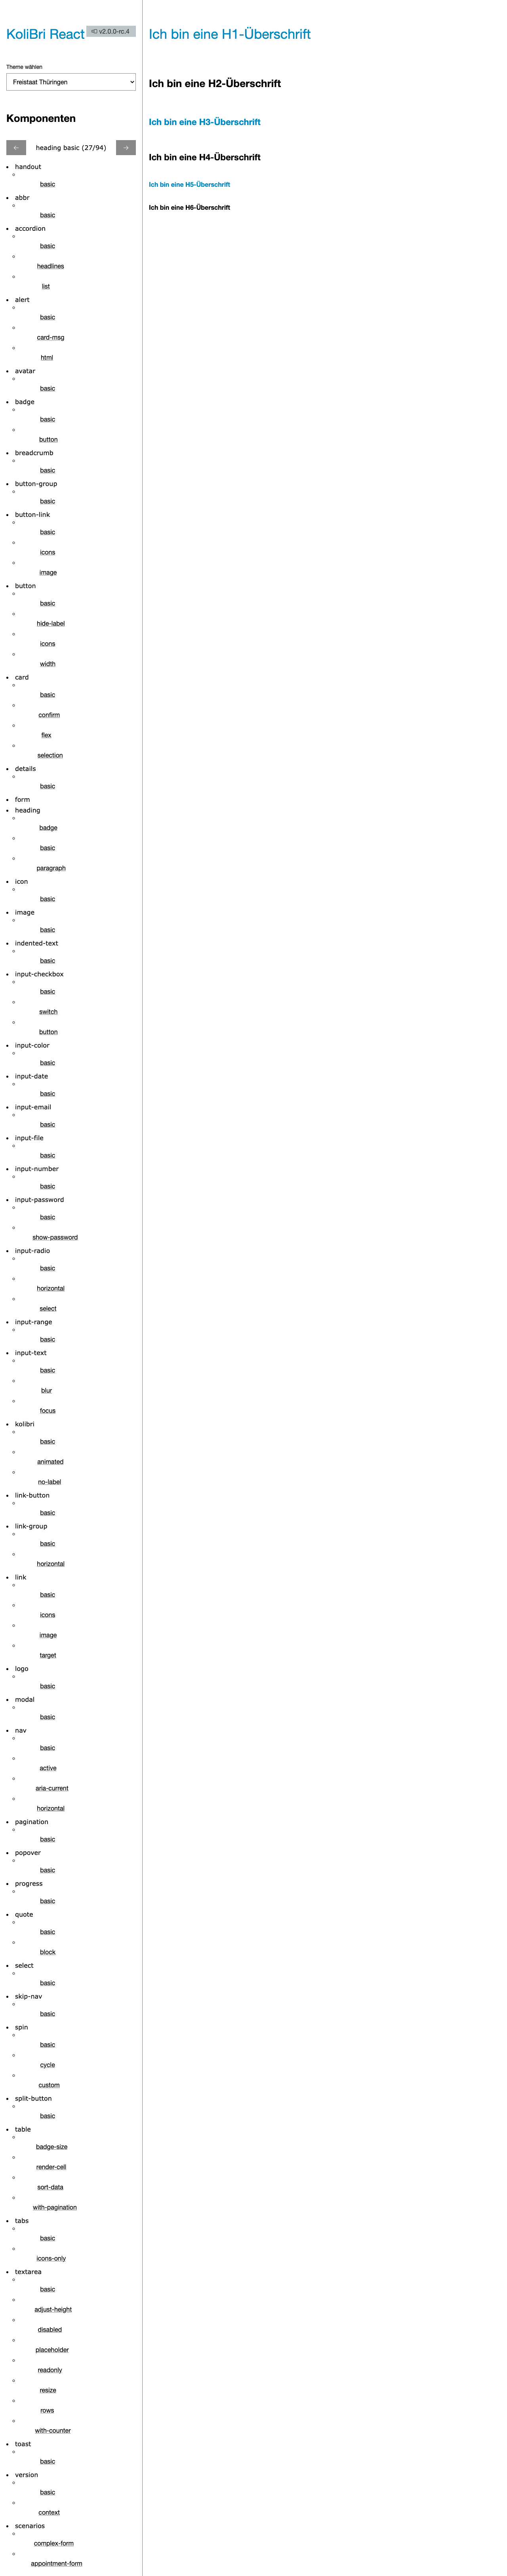 KoliBri React
v2.0.0-rc.4
Theme wählen
Freistaat Thüringen
Komponenten
← heading basic (27/94) →
handout
basic
abbr
basic
accordion
basic
headlines
list
alert
basic
card-msg
html
avatar
basic
badge
basic
button
breadcrumb
basic
button-group
basic
button-link
basic
icons
image
button
basic
hide-label
icons
width
card
basic
confirm
flex
selection
details
basic
form
heading
badge
basic
paragraph
icon
basic
image
basic
indented-text
basic
input-checkbox
basic
switch
button
input-color
basic
input-date
basic
input-email
basic
input-file
basic
input-number
basic
input-password
basic
show-password
input-radio
basic
horizontal
select
input-range
basic
input-text
basic
blur
focus
kolibri
basic
animated
no-label
link-button
basic
link-group
basic
horizontal
link
basic
icons
image
target
logo
basic
modal
basic
nav
basic
active
aria-current
horizontal
pagination
basic
popover
basic
progress
basic
quote
basic
block
select
basic
skip-nav
basic
spin
basic
cycle
custom
split-button
basic
table
badge-size
render-cell
sort-data
with-pagination
tabs
basic
icons-only
textarea
basic
adjust-height
disabled
placeholder
readonly
resize
rows
with-counter
toast
basic
version
basic
context
scenarios
complex-form
appointment-form
Ich bin eine H1-Überschrift
Ich bin eine H2-Überschrift
Ich bin eine H3-Überschrift
Ich bin eine H4-Überschrift
Ich bin eine H5-Überschrift
Ich bin eine H6-Überschrift